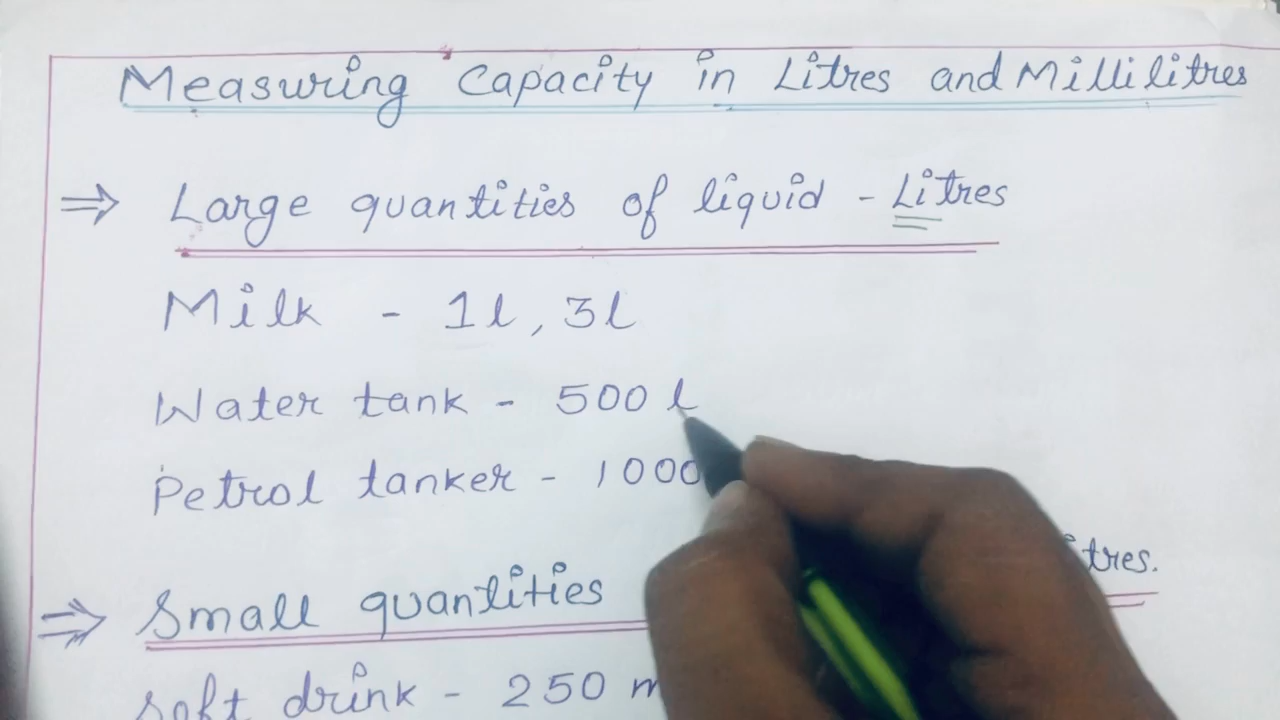 Measuring Capacity in Litres and Millilitres
⇒ Large quantities of liquid - Litres
Milk - 1l, 3l
Water tank - 500 l
Petrol tanker - 1000
⇒ Small quantities
Soft drink - 250 m